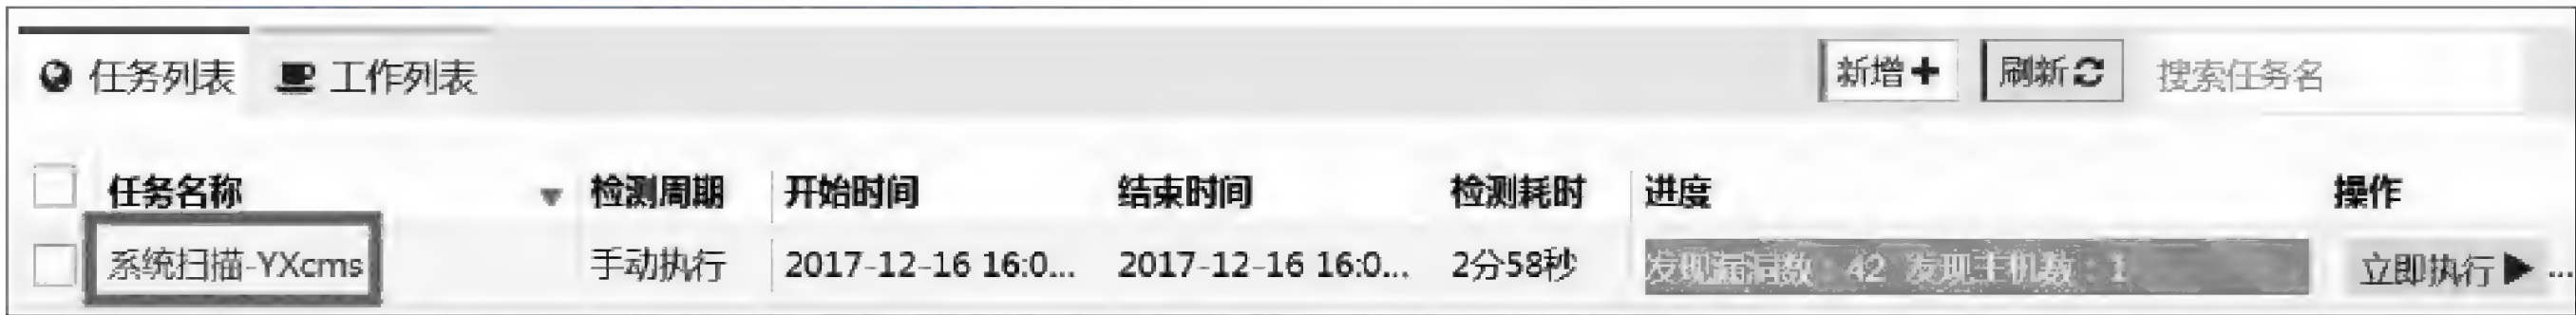 任务列表 工作列表 新增 刷新 搜索任务名
任务名称 检测周期 开始时间 结束时间 检测耗时 进度 操作
系统扫描-YXcms 手动执行 2017-12-16 16:0... 2017-12-16 16:0... 2分58秒 发现漏洞数：42 发现主机数：1 立即执行 ...